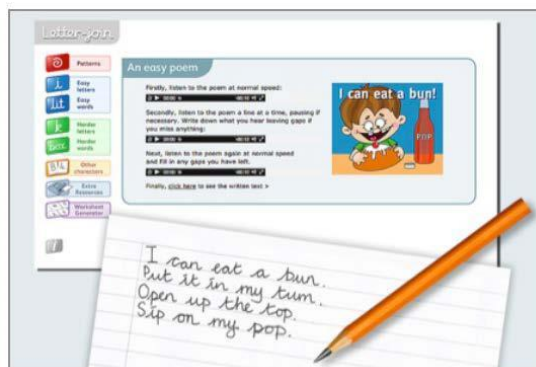 Letter-join
Patterns
Easy
letters
Easy
words
Harder
letters
Harder
words
Other
characters
Extra
Resources
Worksheet
Generator
An easy poem
Firstly, listen to the poem at normal speed:
Secondly, listen to the poem a line at a time, pausing if
necessary. Write down what you hear leaving gaps if
you miss anything:
Next, listen to the poem again at normal speed
and fill in any gaps you have left.
Finally, click here to see the written text >
I can eat a bun!
POP
I can eat a bun.
Put it in my tum.
Open up the top.
Sip on my pop.